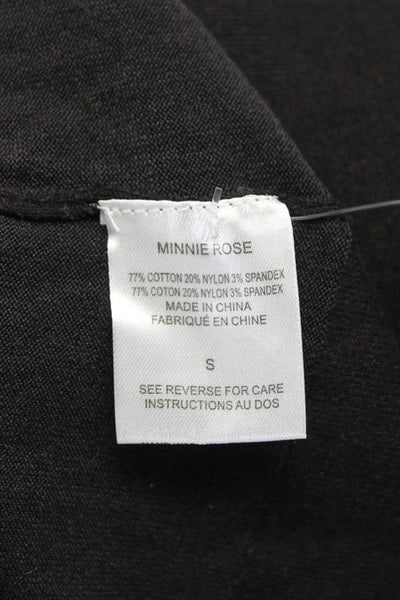 MINNIE ROSE
77% COTTON 20% NYLON 3% SPANDEX
77% COTTON 20% NYLON 3% SPANDEX
MADE IN CHINA
FABRIQUÉ EN CHINE
S
SEE REVERSE FOR CARE
INSTRUCTIONS AU DOS